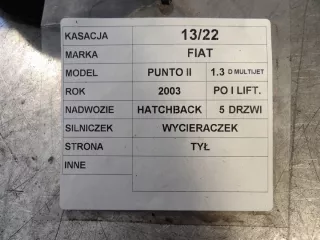 KASACJA 13/22
MARKA FIAT
MODEL PUNTO II 1.3 D MULTIJET
ROK 2003 PO I LIFT.
NADWOZIE HATCHBACK 5 DRZWI
SILNICZEK WYCIERACZEK
STRONA TYŁ
INNE